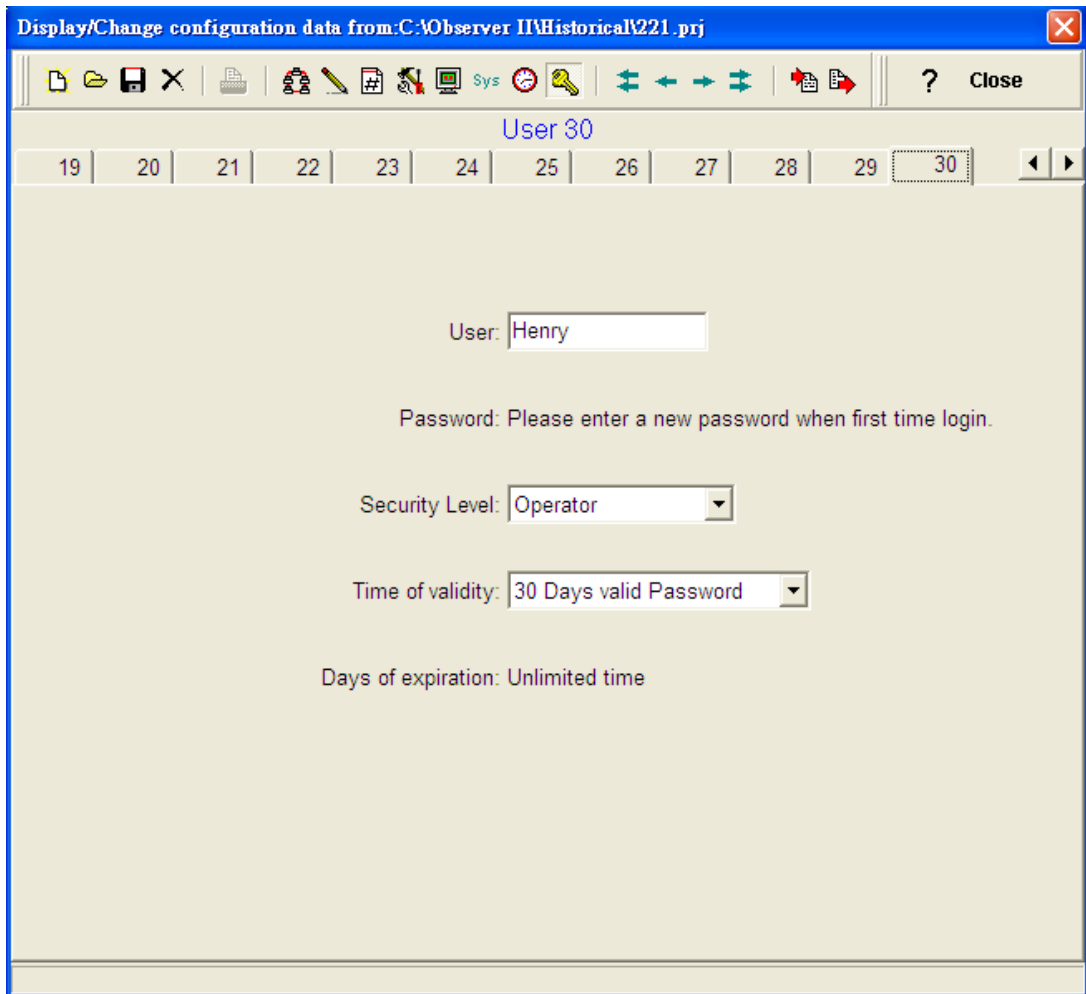 Display/Change configuration data from:C:\Observer II\Historical\221.prj
Sys ? Close
User 30
19 20 21 22 23 24 25 26 27 28 29 30
User: Henry
Password: Please enter a new password when first time login.
Security Level: Operator
Time of validity: 30 Days valid Password
Days of expiration: Unlimited time